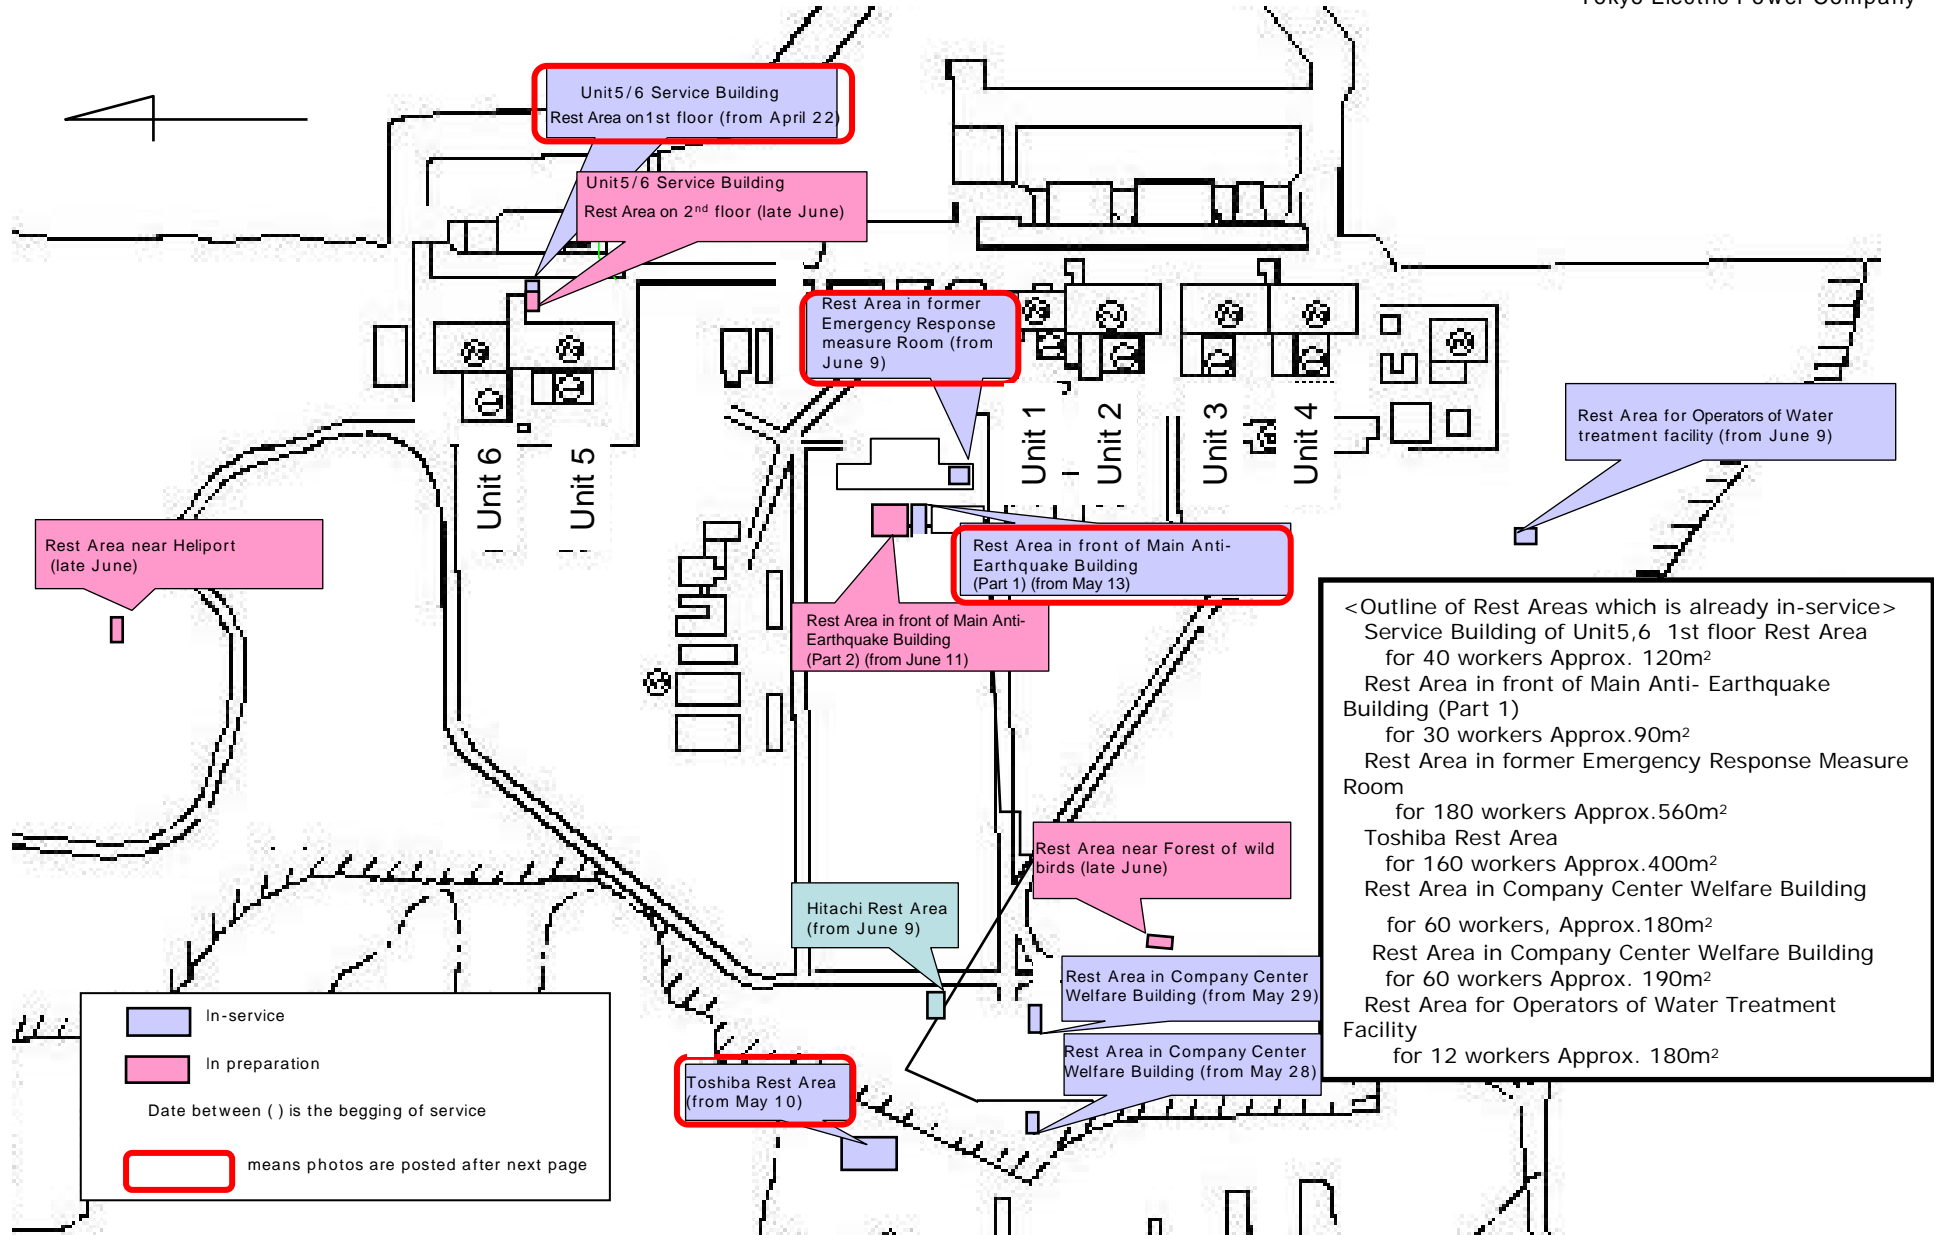 Tokyo Electric Power Company
Unit5/6 Service Building
Rest Area on1st floor (from April 22)
Unit5/6 Service Building
Rest Area on 2nd floor (late June)
Rest Area in former
Emergency Response
measure Room (from
June 9)
Unit 6
Unit 5
Unit 1
Unit 2
Unit 3
Unit 4
Rest Area for Operators of Water
treatment facility (from June 9)
Rest Area near Heliport
(late June)
Rest Area in front of Main Anti-
Earthquake Building
(Part 1) (from May 13)
Rest Area in front of Main Anti-
Earthquake Building
(Part 2) (from June 11)
<Outline of Rest Areas which is already in-service>
Service Building of Unit5,6 1st floor Rest Area
for 40 workers Approx. 120m²
Rest Area in front of Main Anti- Earthquake
Building (Part 1)
for 30 workers Approx.90m²
Rest Area in former Emergency Response Measure
Room
for 180 workers Approx.560m²
Toshiba Rest Area
for 160 workers Approx.400m²
Rest Area in Company Center Welfare Building
for 60 workers, Approx.180m²
Rest Area in Company Center Welfare Building
for 60 workers Approx. 190m²
Rest Area for Operators of Water Treatment
Facility
for 12 workers Approx. 180m²
Rest Area near Forest of wild
birds (late June)
Hitachi Rest Area
(from June 9)
Rest Area in Company Center
Welfare Building (from May 29)
Rest Area in Company Center
Welfare Building (from May 28)
Toshiba Rest Area
(from May 10)
In-service
In preparation
Date between ( ) is the begging of service
means photos are posted after next page